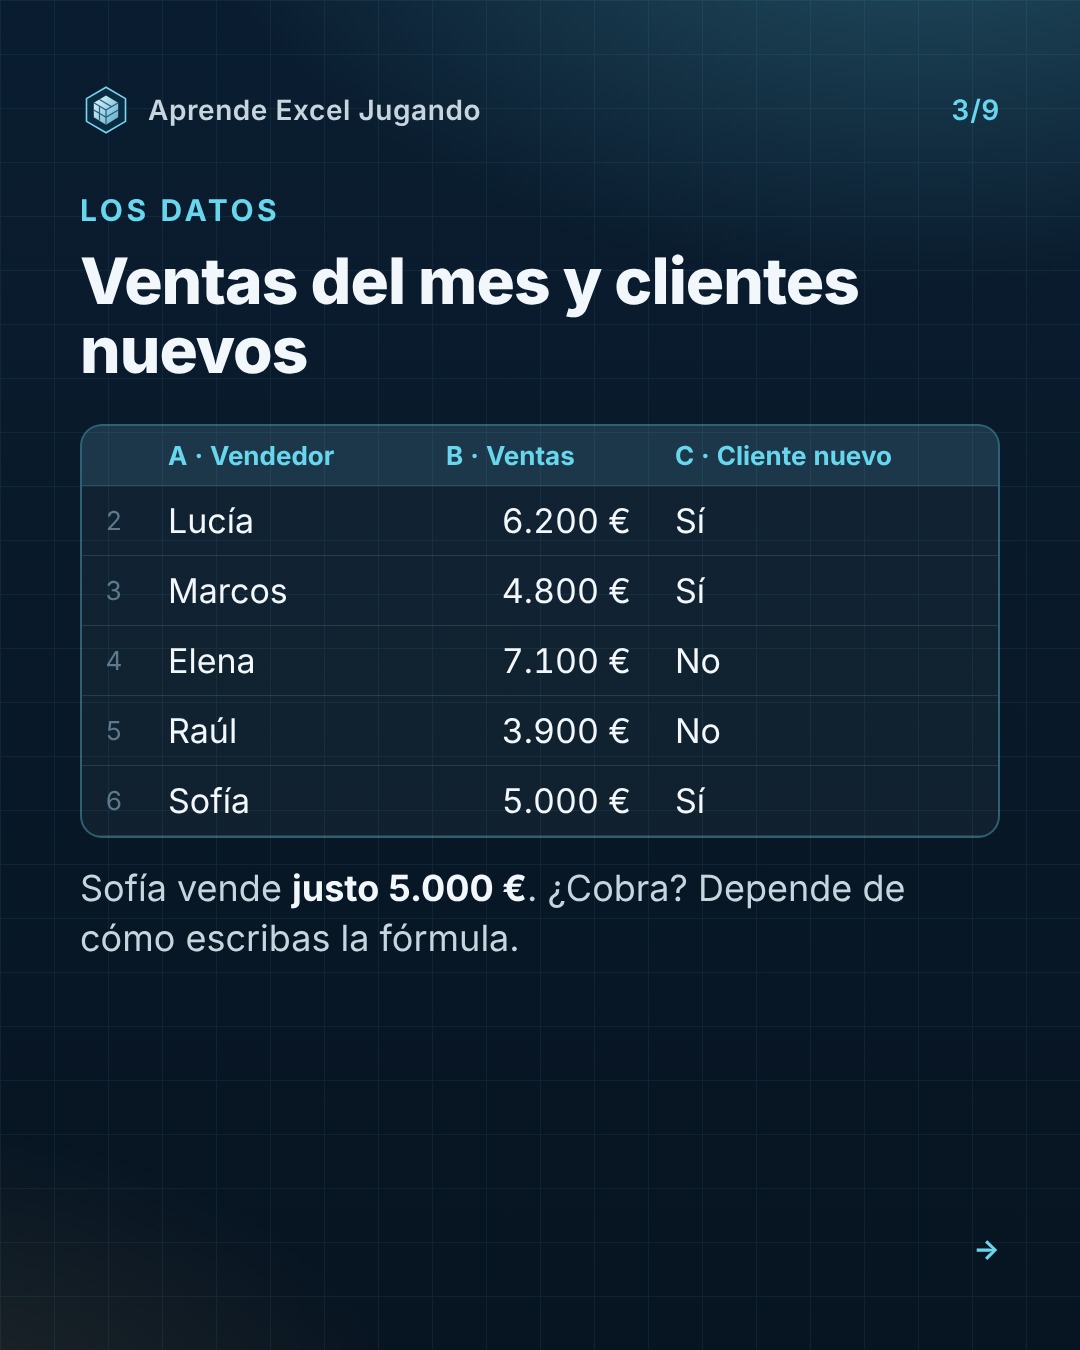 Aprende Excel Jugando
3/9
LOS DATOS
Ventas del mes y clientes
nuevos
A · Vendedor B · Ventas C · Cliente nuevo
2 Lucía 6.200 € Sí
3 Marcos 4.800 € Sí
4 Elena 7.100 € No
5 Raúl 3.900 € No
6 Sofía 5.000 € Sí
Sofía vende justo 5.000 €. ¿Cobra? Depende de
cómo escribas la fórmula.
→